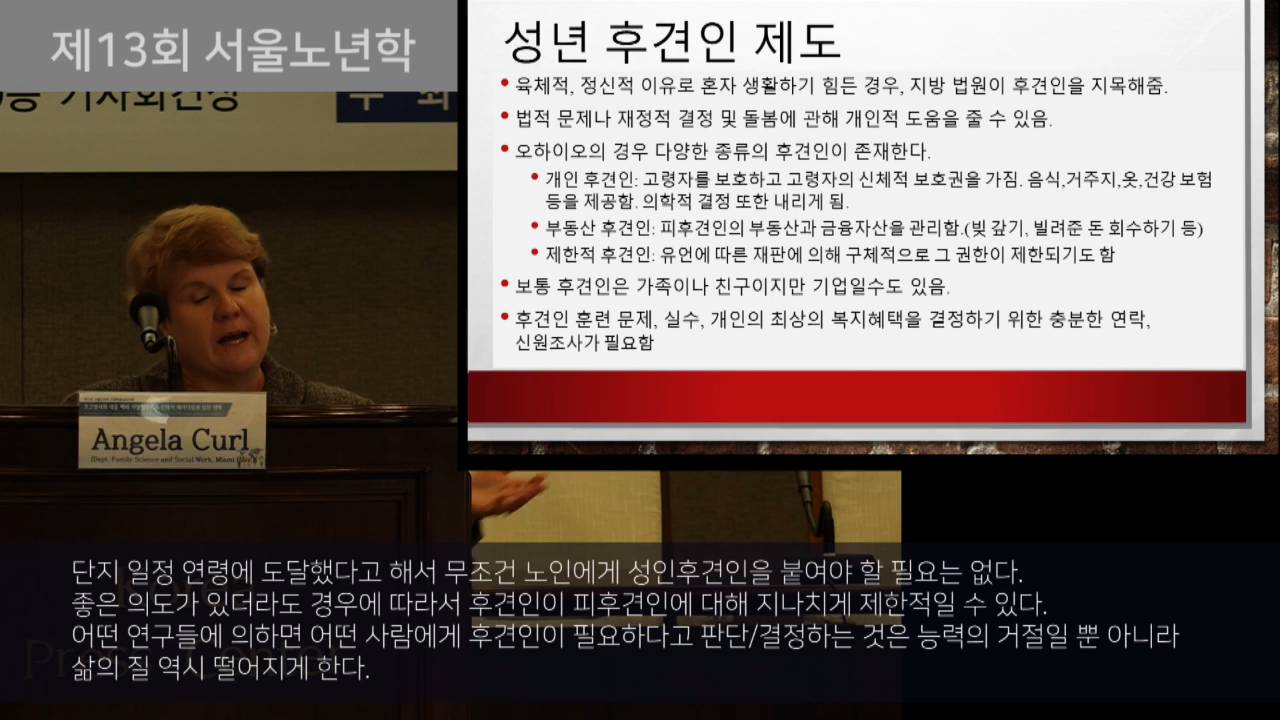 제13회 서울노년학
기자회견장
주 최
성년 후견인 제도
• 육체적, 정신적 이유로 혼자 생활하기 힘든 경우, 지방 법원이 후견인을 지목해줌.
• 법적 문제나 재정적 결정 및 돌봄에 관해 개인적 도움을 줄 수 있음.
• 오하이오의 경우 다양한 종류의 후견인이 존재한다.
• 개인 후견인: 고령자를 보호하고 고령자의 신체적 보호권을 가짐. 음식,거주지,옷,건강 보험
등을 제공함. 의학적 결정 또한 내리게 됨.
• 부동산 후견인: 피후견인의 부동산과 금융자산을 관리함.(빚 갚기, 빌려준 돈 회수하기 등)
• 제한적 후견인: 유언에 따른 재판에 의해 구체적으로 그 권한이 제한되기도 함
• 보통 후견인은 가족이나 친구이지만 기업일수도 있음.
• 후견인 훈련 문제, 실수, 개인의 최상의 복지혜택을 결정하기 위한 충분한 연락,
신원조사가 필요함
Angela Curl
(Dept. Family Science and Social Work, Miami
단지 일정 연령에 도달했다고 해서 무조건 노인에게 성인후견인을 붙여야 할 필요는 없다.
좋은 의도가 있더라도 경우에 따라서 후견인이 피후견인에 대해 지나치게 제한적일 수 있다.
어떤 연구들에 의하면 어떤 사람에게 후견인이 필요하다고 판단/결정하는 것은 능력의 거절일 뿐 아니라
삶의 질 역시 떨어지게 한다.